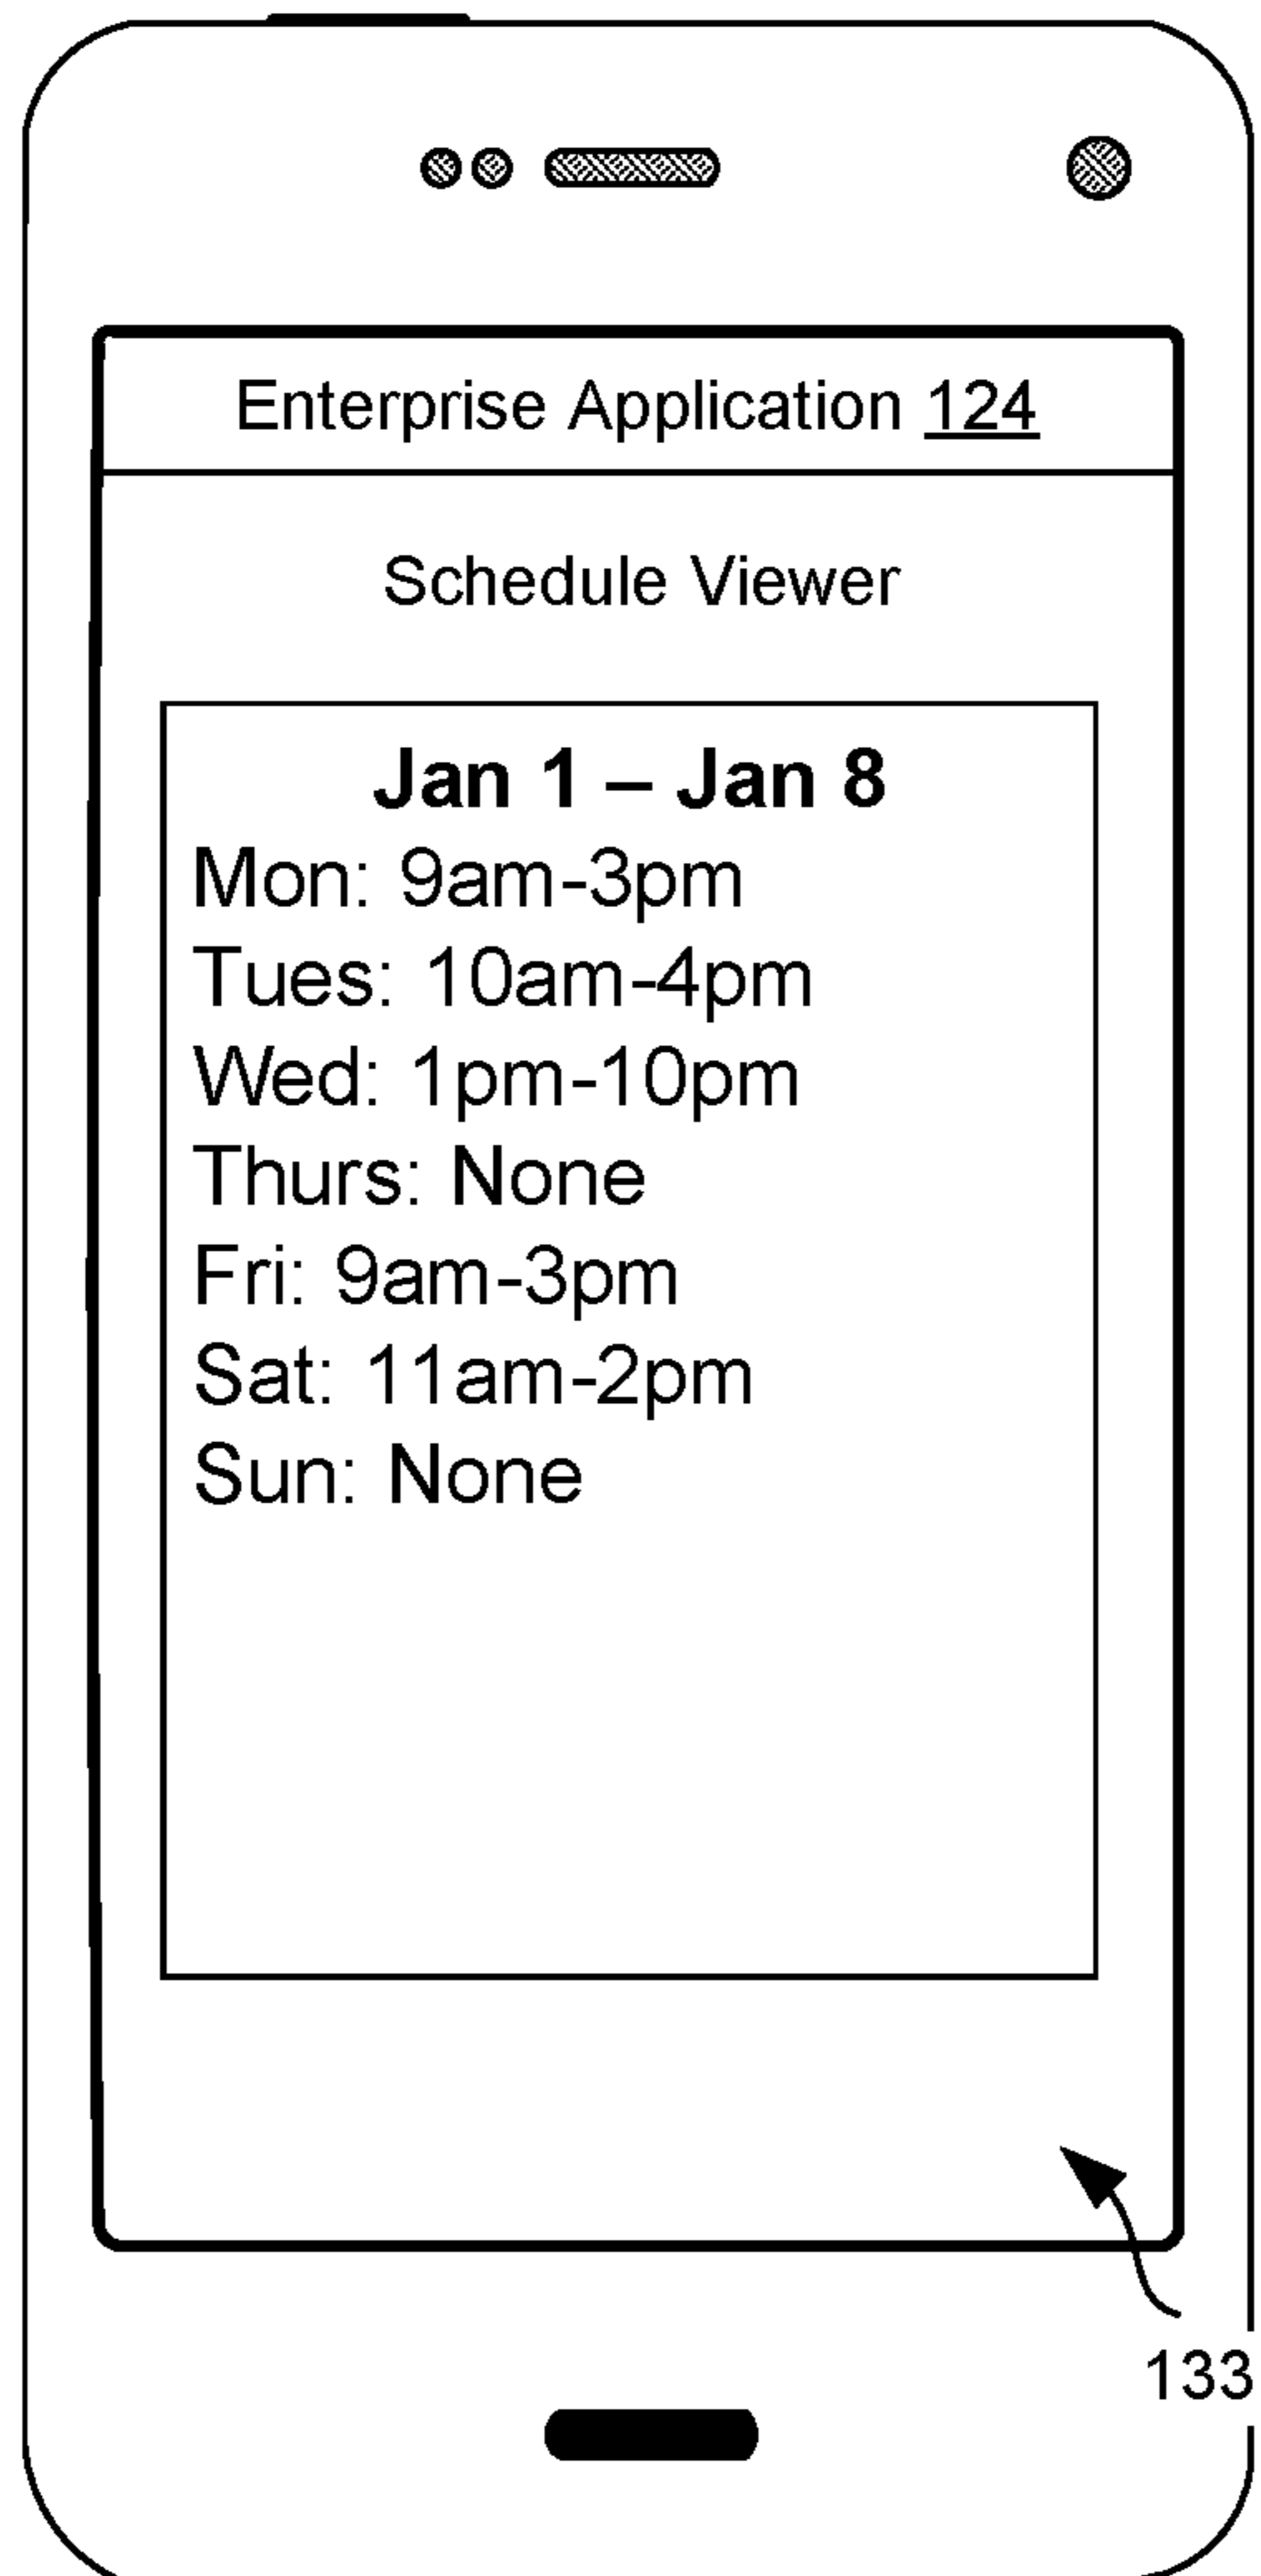 Enterprise Application 124
Schedule Viewer
Jan 1 – Jan 8
Mon: 9am-3pm
Tues: 10am-4pm
Wed: 1pm-10pm
Thurs: None
Fri: 9am-3pm
Sat: 11am-2pm
Sun: None
133